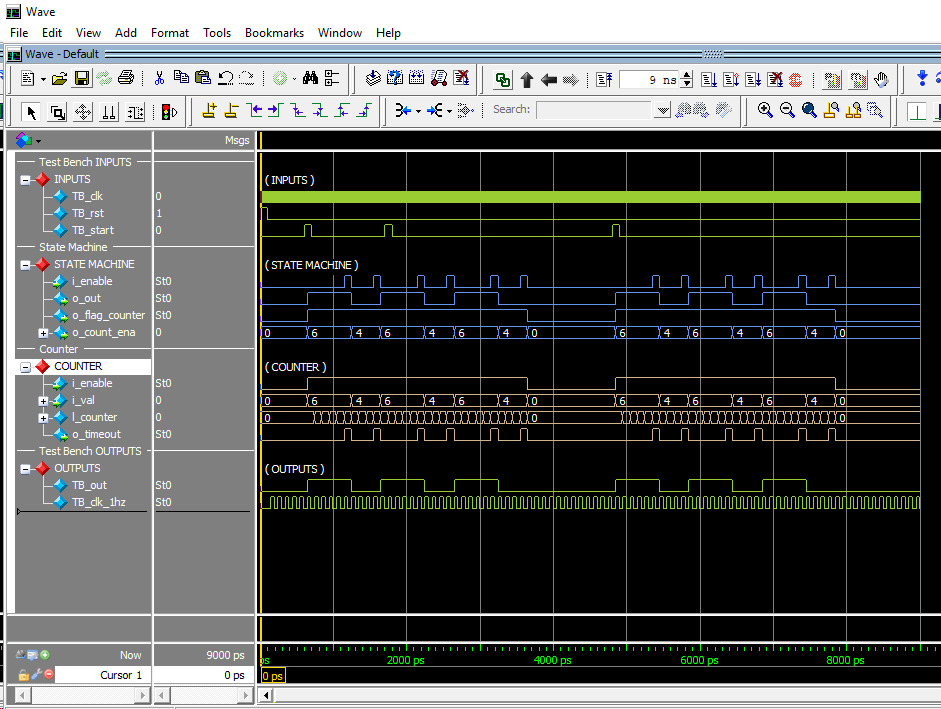 Wave
File Edit View Add Format Tools Bookmarks Window Help
Wave - Default
9 ns
Search:
Msgs
Test Bench INPUTS
INPUTS
( INPUTS )
TB_clk 0
TB_rst 1
TB_start 0
State Machine
STATE MACHINE
( STATE MACHINE )
i_enable St0
o_out St0
o_flag_counter St0
o_count_ena 0 0 6 4 6 4 6 4 0 6 4 6 4 6 4 0
Counter
COUNTER
( COUNTER )
i_enable St0
i_val 0 0 6 4 6 4 6 4 0 6 4 6 4 6 4 0
l_counter 0 0 0 0
o_timeout St0
Test Bench OUTPUTS
OUTPUTS
( OUTPUTS )
TB_out St0
TB_clk_1hz St0
Now 9000 ps
ps 2000 ps 4000 ps 6000 ps 8000 ps
Cursor 1 0 ps 0 ps